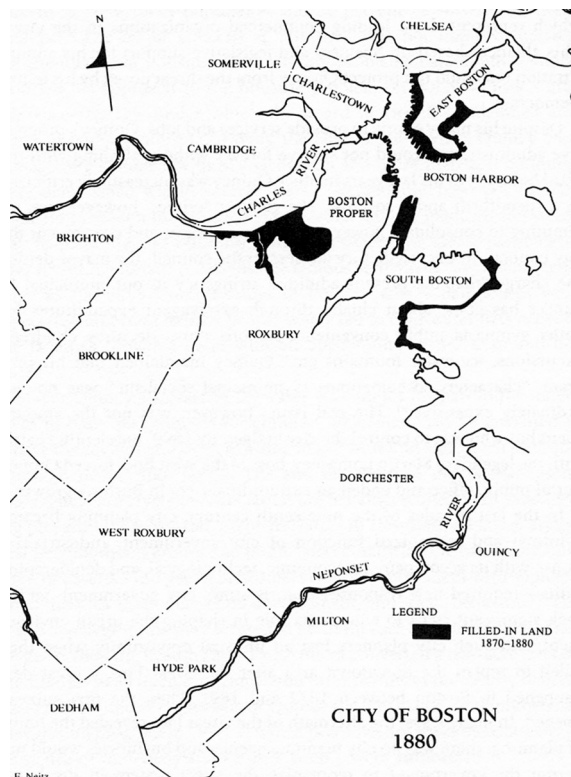 CHELSEA
SOMERVILLE
CHARLESTOWN
EAST BOSTON
WATERTOWN
CAMBRIDGE
CHARLES RIVER
BOSTON HARBOR
BOSTON
PROPER
BRIGHTON
SOUTH BOSTON
ROXBURY
BROOKLINE
DORCHESTER
WEST ROXBURY
NEPONSET RIVER
QUINCY
MILTON
LEGEND
FILLED-IN LAND
1870–1880
HYDE PARK
DEDHAM
CITY OF BOSTON
1880
E. Neitz